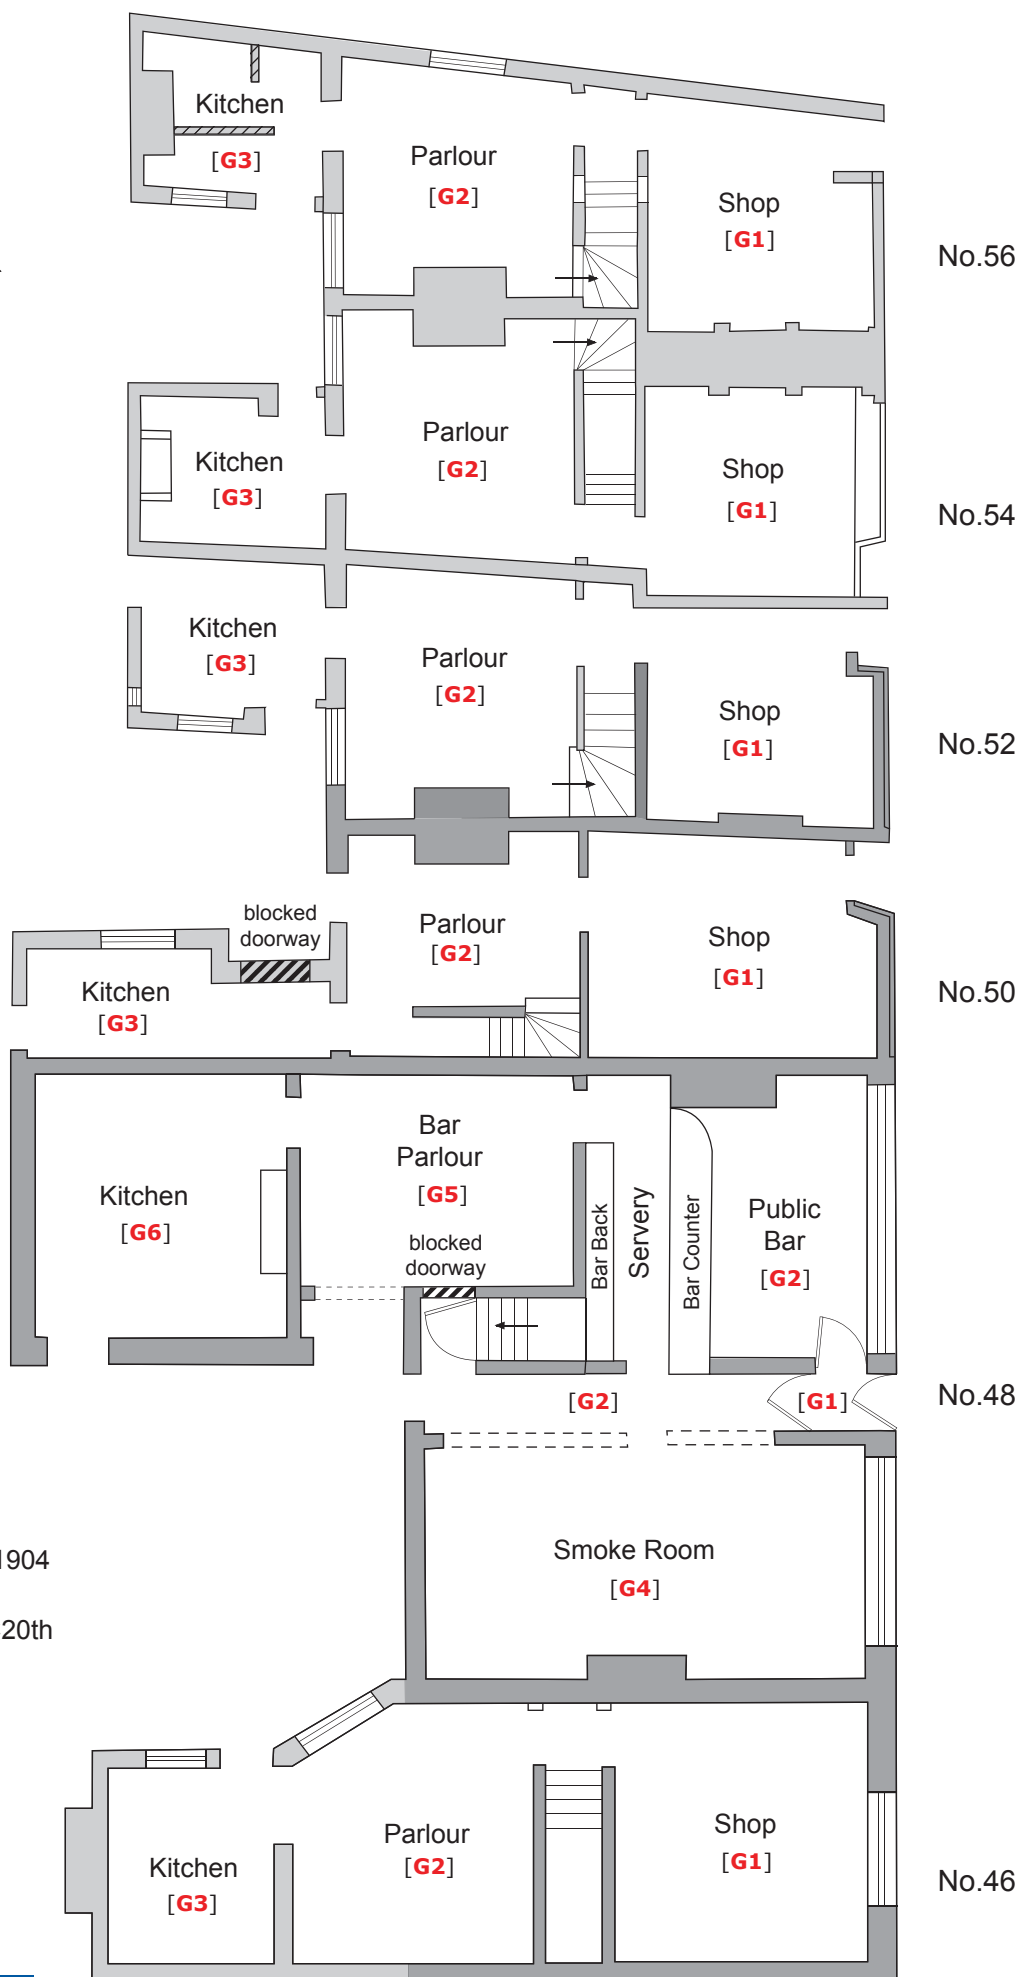 Kitchen
[G3]
Parlour
[G2]
Shop
[G1]
No.56
Kitchen
[G3]
Parlour
[G2]
Shop
[G1]
No.54
Kitchen
[G3]
Parlour
[G2]
Shop
[G1]
No.52
blocked
doorway
Kitchen
[G3]
Parlour
[G2]
Shop
[G1]
No.50
Kitchen
[G6]
Bar
Parlour
[G5]
blocked
doorway
Bar Back
Servery
Bar Counter
Public
Bar
[G2]
[G2]
[G1]
No.48
Smoke Room
[G4]
1904
20th
Kitchen
[G3]
Parlour
[G2]
Shop
[G1]
No.46